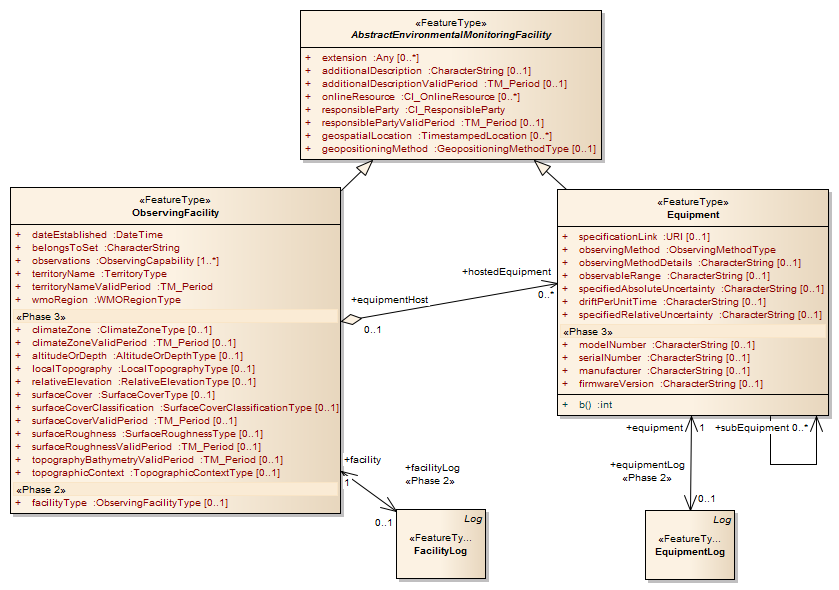 «FeatureType»
AbstractEnvironmentalMonitoringFacility
+ extension :Any [0..*]
+ additionalDescription :CharacterString [0..1]
+ additionalDescriptionValidPeriod :TM_Period [0..1]
+ onlineResource :CI_OnlineResource [0..*]
+ responsibleParty :CI_ResponsibleParty
+ responsiblePartyValidPeriod :TM_Period [0..1]
+ geospatialLocation :TimestampedLocation [0..*]
+ geopositioningMethod :GeopositioningMethodType [0..1]
«FeatureType»
ObservingFacility
+ dateEstablished :DateTime
+ belongsToSet :CharacterString
+ observations :ObservingCapability [1..*]
+ territoryName :TerritoryType
+ territoryNameValidPeriod :TM_Period
+ wmoRegion :WMORegionType
«Phase 3»
+ climateZone :ClimateZoneType [0..1]
+ climateZoneValidPeriod :TM_Period [0..1]
+ altitudeOrDepth :AltitudeOrDepthType [0..1]
+ localTopography :LocalTopographyType [0..1]
+ relativeElevation :RelativeElevationType [0..1]
+ surfaceCover :SurfaceCoverType [0..1]
+ surfaceCoverClassification :SurfaceCoverClassificationType [0..1]
+ surfaceCoverValidPeriod :TM_Period [0..1]
+ surfaceRoughness :SurfaceRoughnessType [0..1]
+ surfaceRoughnessValidPeriod :TM_Period [0..1]
+ topographyBathymetryValidPeriod :TM_Period [0..1]
+ topographicContext :TopographicContextType [0..1]
«Phase 2»
+ facilityType :ObservingFacilityType [0..1]
+hostedEquipment
0..*
+equipmentHost
0..1
«FeatureType»
Equipment
+ specificationLink :URI [0..1]
+ observingMethod :ObservingMethodType
+ observingMethodDetails :CharacterString [0..1]
+ observableRange :CharacterString [0..1]
+ specifiedAbsoluteUncertainty :CharacterString [0..1]
+ driftPerUnitTime :CharacterString [0..1]
+ specifiedRelativeUncertainty :CharacterString [0..1]
«Phase 3»
+ modelNumber :CharacterString [0..1]
+ serialNumber :CharacterString [0..1]
+ manufacturer :CharacterString [0..1]
+ firmwareVersion :CharacterString [0..1]
+ b() :int
+equipment 1 +subEquipment 0..*
+facility
1
+facilityLog
«Phase 2»
0..1
+equipmentLog
«Phase 2»
0..1
Log
«FeatureTy...
FacilityLog
Log
«FeatureTy...
EquipmentLog